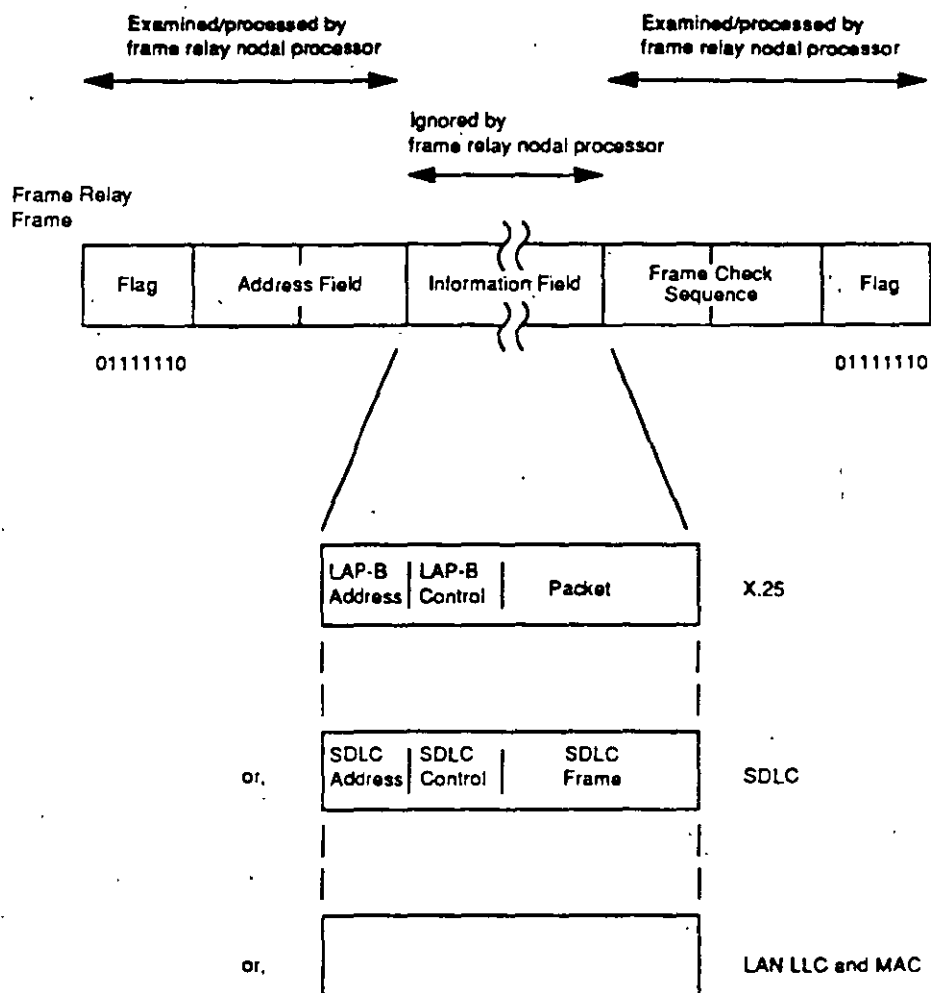 Examined/processed by
frame relay nodal processor
Examined/processed by
frame relay nodal processor
Ignored by
frame relay nodal processor
Frame Relay
Frame
Flag
Address Field
Information Field
Frame Check
Sequence
Flag
01111110
01111110
LAP-B
Address
LAP-B
Control
Packet
X.25
or,
SDLC
Address
SDLC
Control
SDLC
Frame
SDLC
or,
LAN LLC and MAC